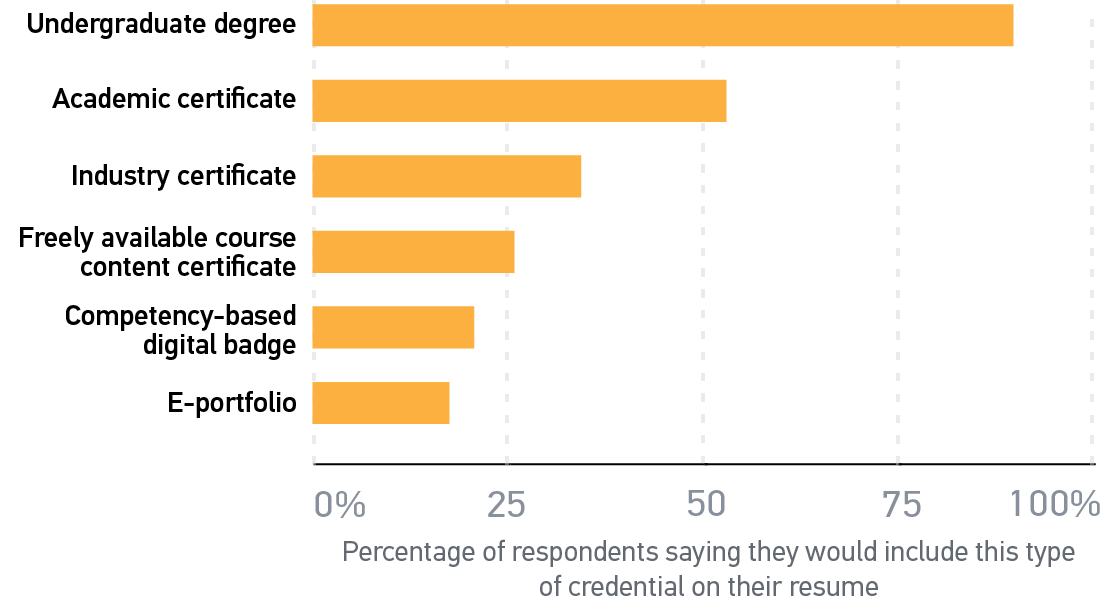 Undergraduate degree
Academic certificate
Industry certificate
Freely available course
content certificate
Competency-based
digital badge
E-portfolio
0% 25 50 75 100%
Percentage of respondents saying they would include this type
of credential on their resume